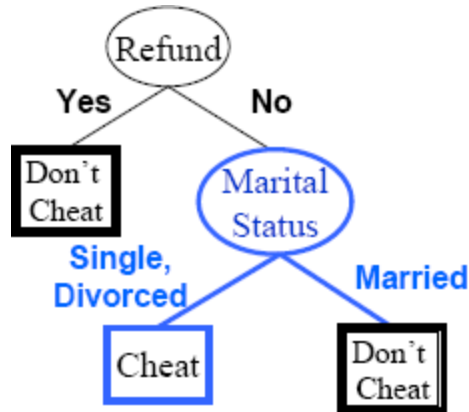 Refund
Yes
No
Don't
Cheat
Marital
Status
Single,
Divorced
Married
Cheat
Don't
Cheat